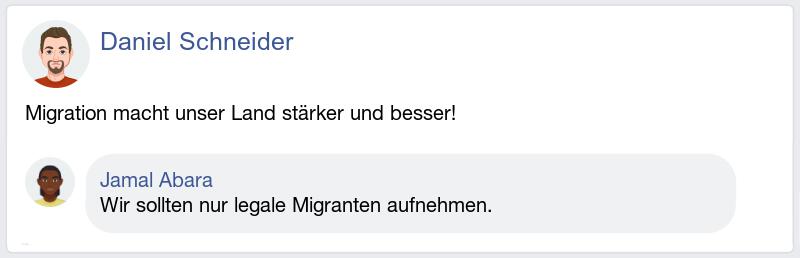 Daniel Schneider
Migration macht unser Land stärker und besser!
Jamal Abara
Wir sollten nur legale Migranten aufnehmen.